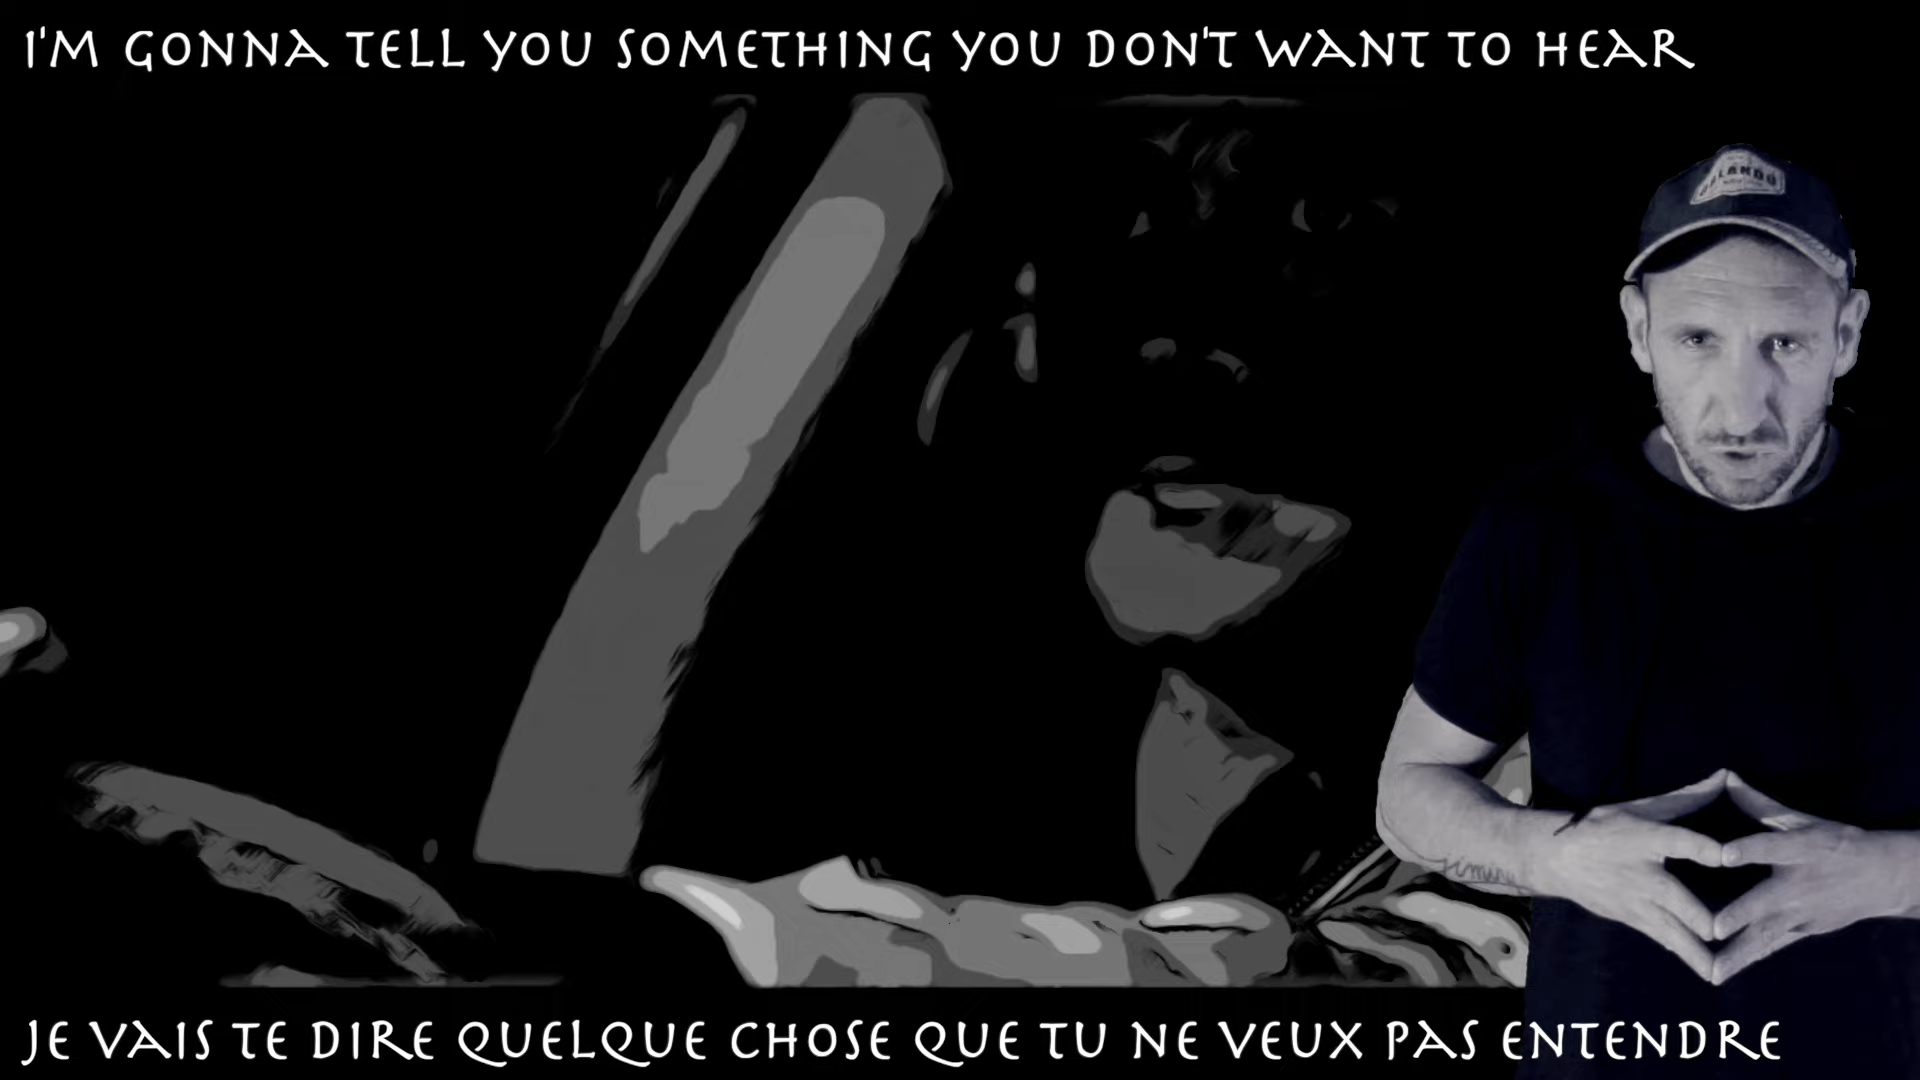 I'M GONNA TELL YOU SOMETHING YOU DON'T WANT TO HEAR
ORLANDO
JE VAIS TE DIRE QUELQUE CHOSE QUE TU NE VEUX PAS ENTENDRE